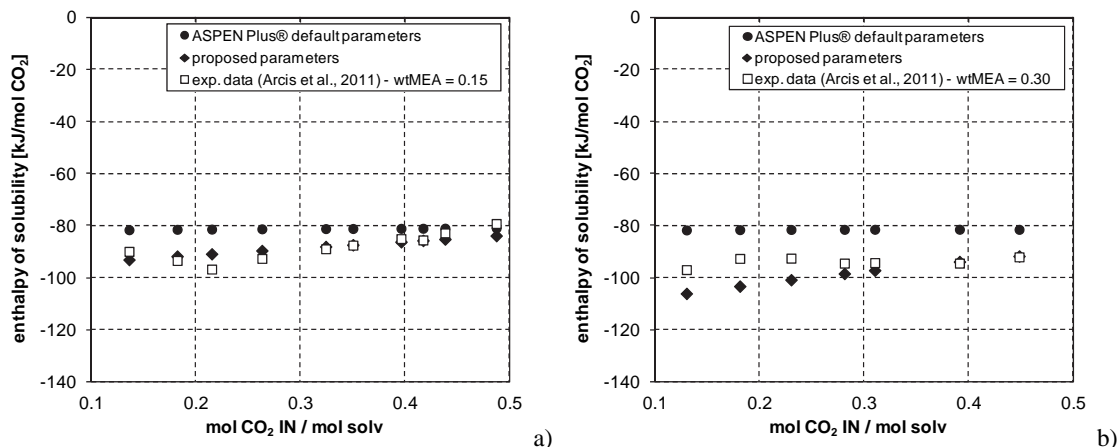 0
-20
-40
-60
-80
-100
-120
-140
enthalpy of solubility [kJ/mol CO₂]
ASPEN Plus® default parameters
proposed parameters
exp. data (Arcis et al., 2011) - wtMEA = 0.15
0.1 0.2 0.3 0.4 0.5
mol CO₂ IN / mol solv
a)
0
-20
-40
-60
-80
-100
-120
-140
enthalpy of solubility [kJ/mol CO₂]
ASPEN Plus® default parameters
proposed parameters
exp. data (Arcis et al., 2011) - wtMEA = 0.30
0.1 0.2 0.3 0.4 0.5
mol CO₂ IN / mol solv
b)